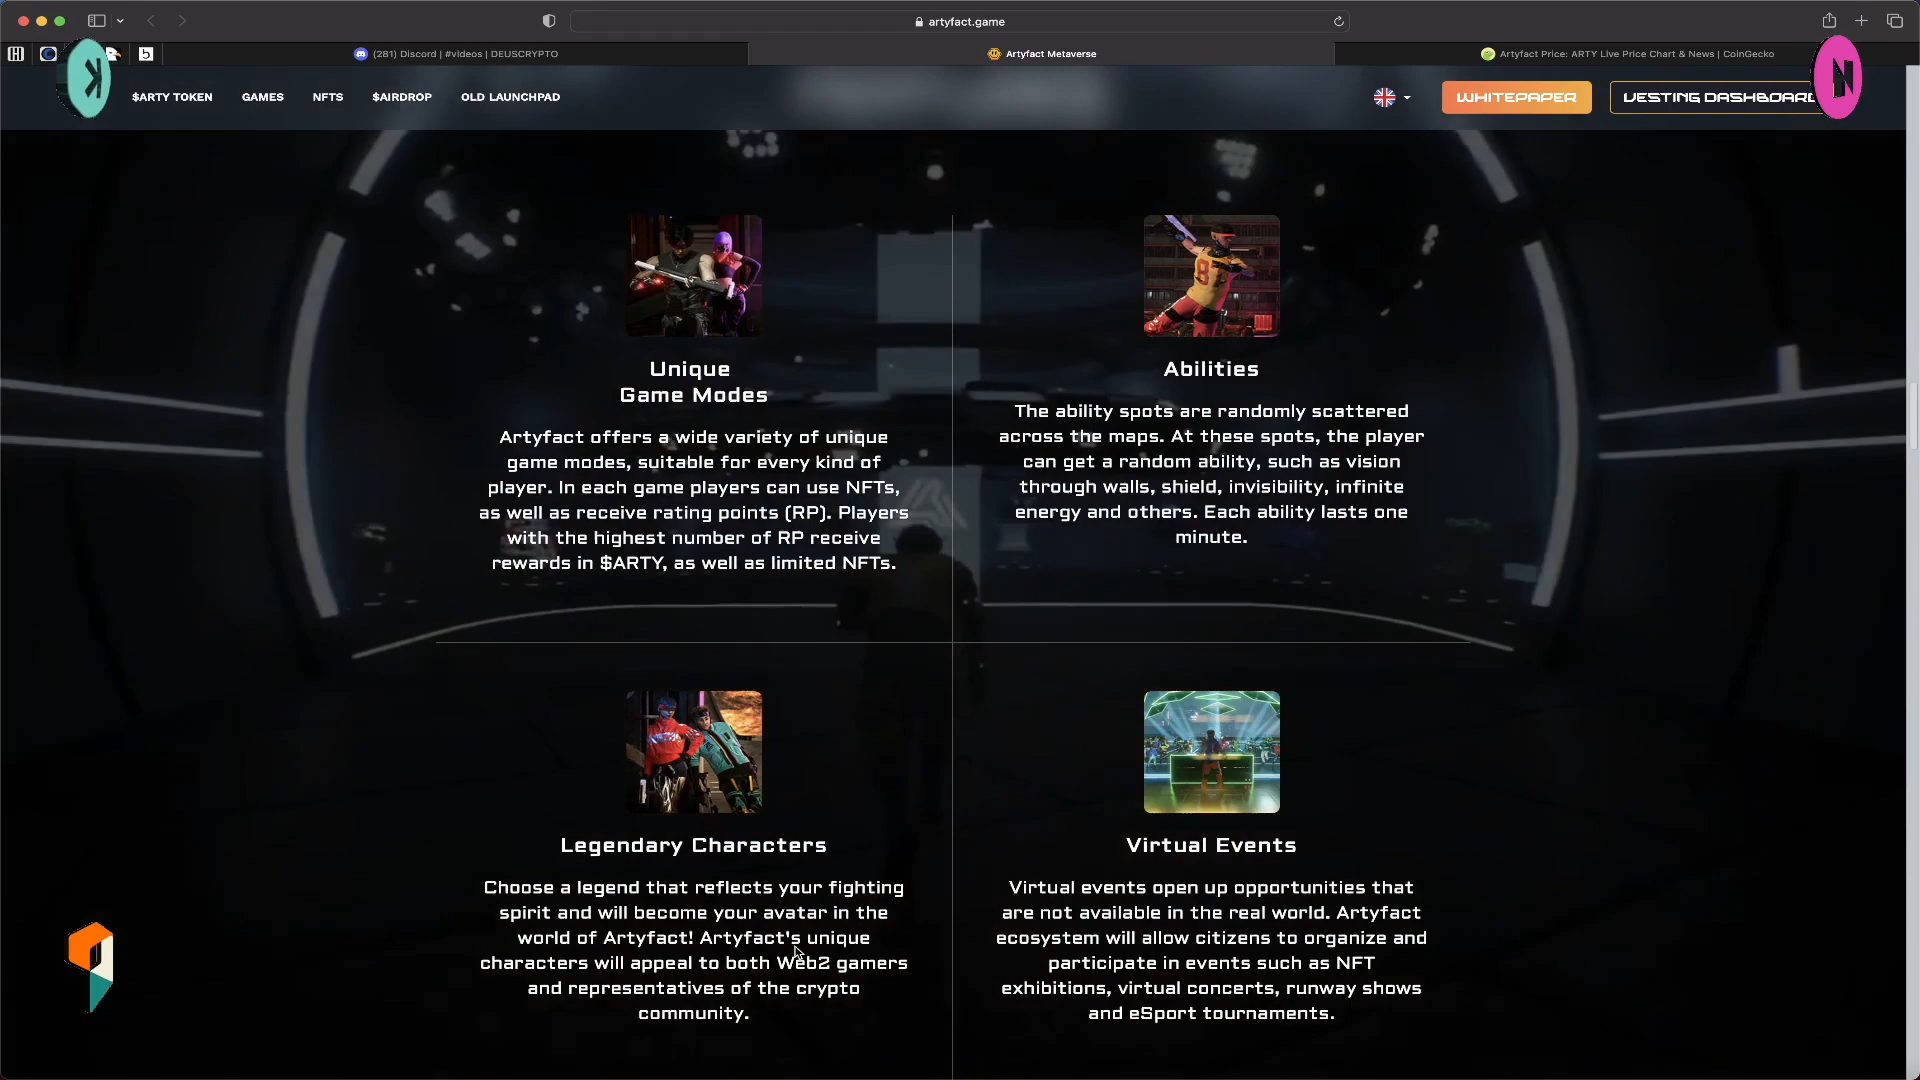 artyfact.game
(281) Discord | #videos | DEUSCRYPTO
Artyfact Metaverse
Artyfact Price: ARTY Live Price Chart & News | CoinGecko
$ARTY TOKEN
GAMES
NFTS
$AIRDROP
OLD LAUNCHPAD
WHITEPAPER
VESTING DASHBOARD
Unique
Game Modes
Artyfact offers a wide variety of unique
game modes, suitable for every kind of
player. In each game players can use NFTs,
as well as receive rating points (RP). Players
with the highest number of RP receive
rewards in $ARTY, as well as limited NFTs.
Abilities
The ability spots are randomly scattered
across the maps. At these spots, the player
can get a random ability, such as vision
through walls, shield, invisibility, infinite
energy and others. Each ability lasts one
minute.
Legendary Characters
Choose a legend that reflects your fighting
spirit and will become your avatar in the
world of Artyfact! Artyfact's unique
characters will appeal to both Web2 gamers
and representatives of the crypto
community.
Virtual Events
Virtual events open up opportunities that
are not available in the real world. Artyfact
ecosystem will allow citizens to organize and
participate in events such as NFT
exhibitions, virtual concerts, runway shows
and eSport tournaments.